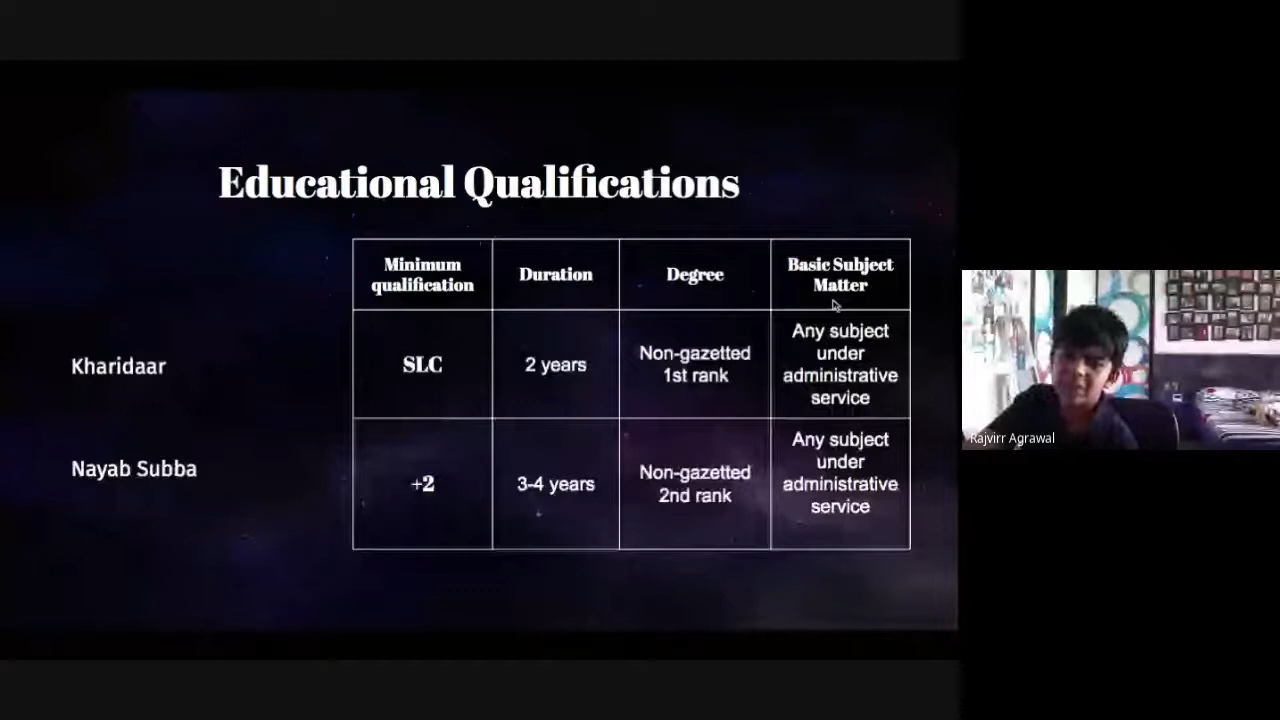 Educational Qualifications
Minimum
qualification
Duration
Degree
Basic Subject
Matter
Kharidaar
SLC
2 years
Non-gazetted
1st rank
Any subject
under
administrative
service
Nayab Subba
+2
3-4 years
Non-gazetted
2nd rank
Any subject
under
administrative
service
Rajvirr Agrawal